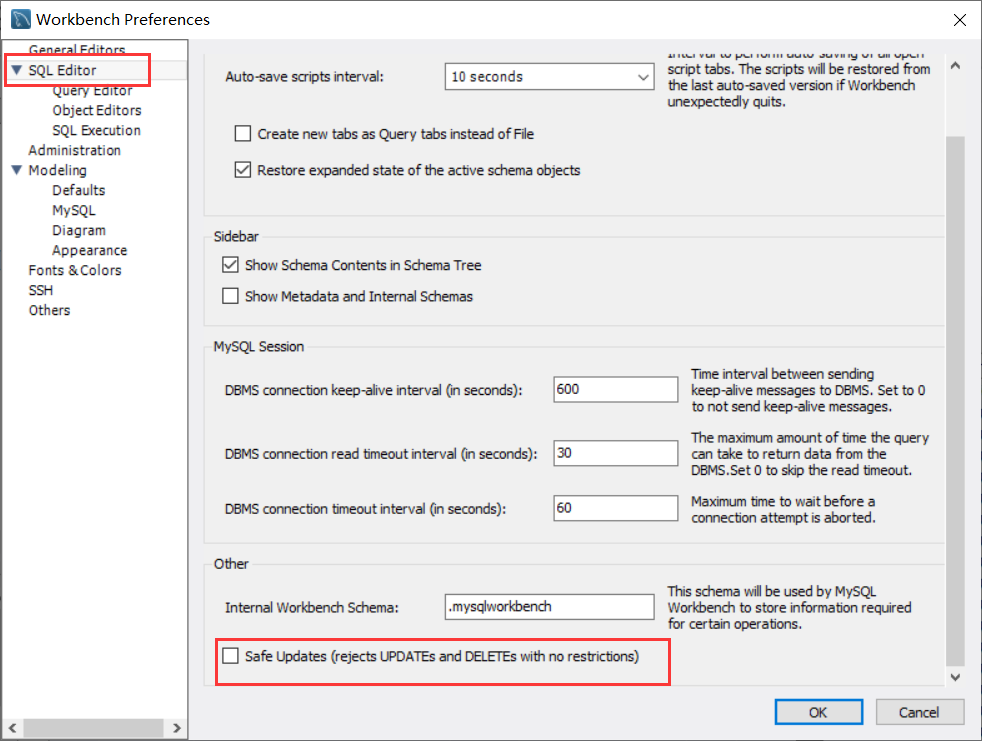 Workbench Preferences
General Editors
SQL Editor
Query Editor
Object Editors
SQL Execution
Administration
Modeling
Defaults
MySQL
Diagram
Appearance
Fonts & Colors
SSH
Others
Auto-save scripts interval:
10 seconds
Interval to perform auto-saving of all open
script tabs. The scripts will be restored from
the last auto-saved version if Workbench
unexpectedly quits.
Create new tabs as Query tabs instead of File
Restore expanded state of the active schema objects
Sidebar
Show Schema Contents in Schema Tree
Show Metadata and Internal Schemas
MySQL Session
DBMS connection keep-alive interval (in seconds):
600
Time interval between sending
keep-alive messages to DBMS. Set to 0
to not send keep-alive messages.
DBMS connection read timeout interval (in seconds):
30
The maximum amount of time the query
can take to return data from the
DBMS.Set 0 to skip the read timeout.
DBMS connection timeout interval (in seconds):
60
Maximum time to wait before a
connection attempt is aborted.
Other
Internal Workbench Schema:
.mysqlworkbench
This schema will be used by MySQL
Workbench to store information required
for certain operations.
Safe Updates (rejects UPDATEs and DELETEs with no restrictions)
OK
Cancel